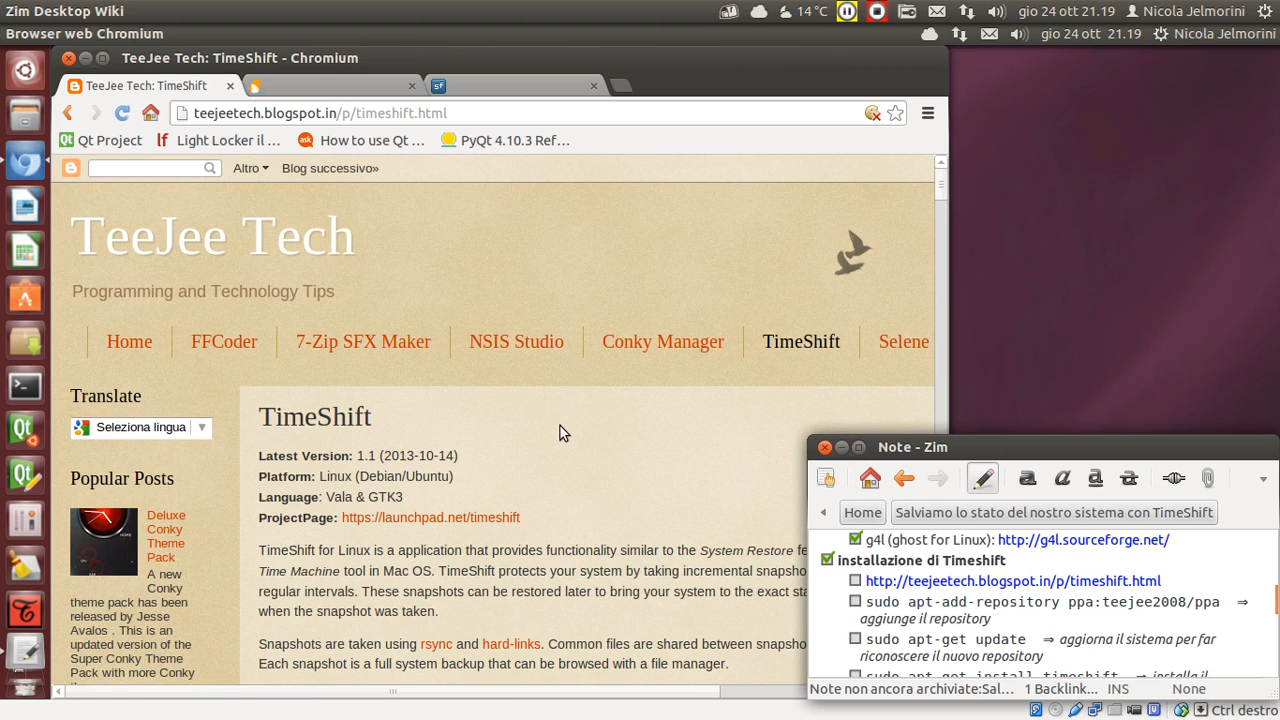 Zim Desktop Wiki
14 °C
gio 24 ott 21.19
Nicola Jelmorini
Browser web Chromium
gio 24 ott 21.19
Nicola Jelmorini
TeeJee Tech: TimeShift - Chromium
TeeJee Tech: TimeShift
sf
teejeetech.blogspot.in/p/timeshift.html
Qt Project
Light Locker il ...
How to use Qt ...
PyQt 4.10.3 Ref...
Altro
Blog successivo»
TeeJee Tech
Programming and Technology Tips
Home
FFCoder
7-Zip SFX Maker
NSIS Studio
Conky Manager
TimeShift
Selene
Translate
Seleziona lingua
Popular Posts
Deluxe
Conky
Theme
Pack
A new
Conky
theme pack has been
released by Jesse
Avalos . This is an
updated version of the
Super Conky Theme
Pack with more Conky
TimeShift
Latest Version: 1.1 (2013-10-14)
Platform: Linux (Debian/Ubuntu)
Language: Vala & GTK3
ProjectPage: https://launchpad.net/timeshift
TimeShift for Linux is a application that provides functionality similar to the System Restore fe
Time Machine tool in Mac OS. TimeShift protects your system by taking incremental snapsho
regular intervals. These snapshots can be restored later to bring your system to the exact sta
when the snapshot was taken.
Snapshots are taken using rsync and hard-links. Common files are shared between snapsho
Each snapshot is a full system backup that can be browsed with a file manager.
Note - Zim
Home
Salviamo lo stato del nostro sistema con TimeShift
g4l (ghost for Linux): http://g4l.sourceforge.net/
installazione di Timeshift
http://teejeetech.blogspot.in/p/timeshift.html
sudo apt-add-repository ppa:teejee2008/ppa ⇒
aggiunge il repository
sudo apt-get update ⇒ aggiorna il sistema per far
riconoscere il nuovo repository
sudo apt-get install timeshift ⇒ installa il
Note non ancora archiviate:Sal...
1 Backlink...
INS
None
Ctrl destro